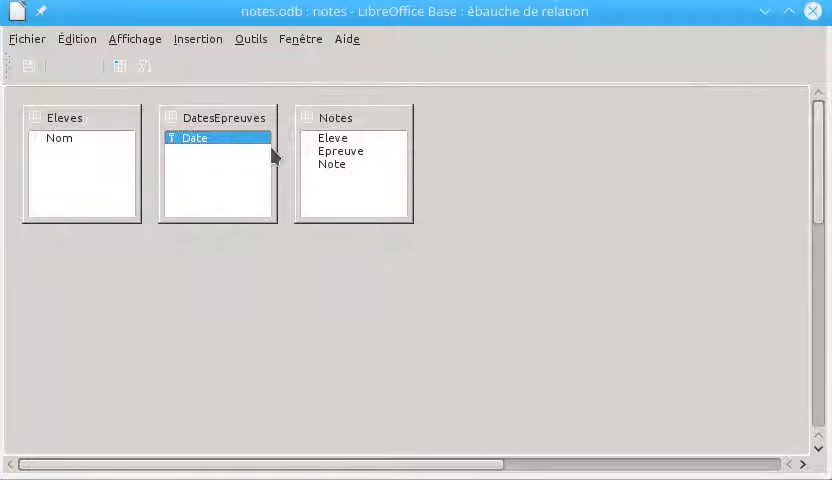 notes.odb : notes - LibreOffice Base : ébauche de relation
Fichier Édition Affichage Insertion Outils Fenêtre Aide
Eleves DatesEpreuves Notes
Nom Date Eleve
Epreuve
Note